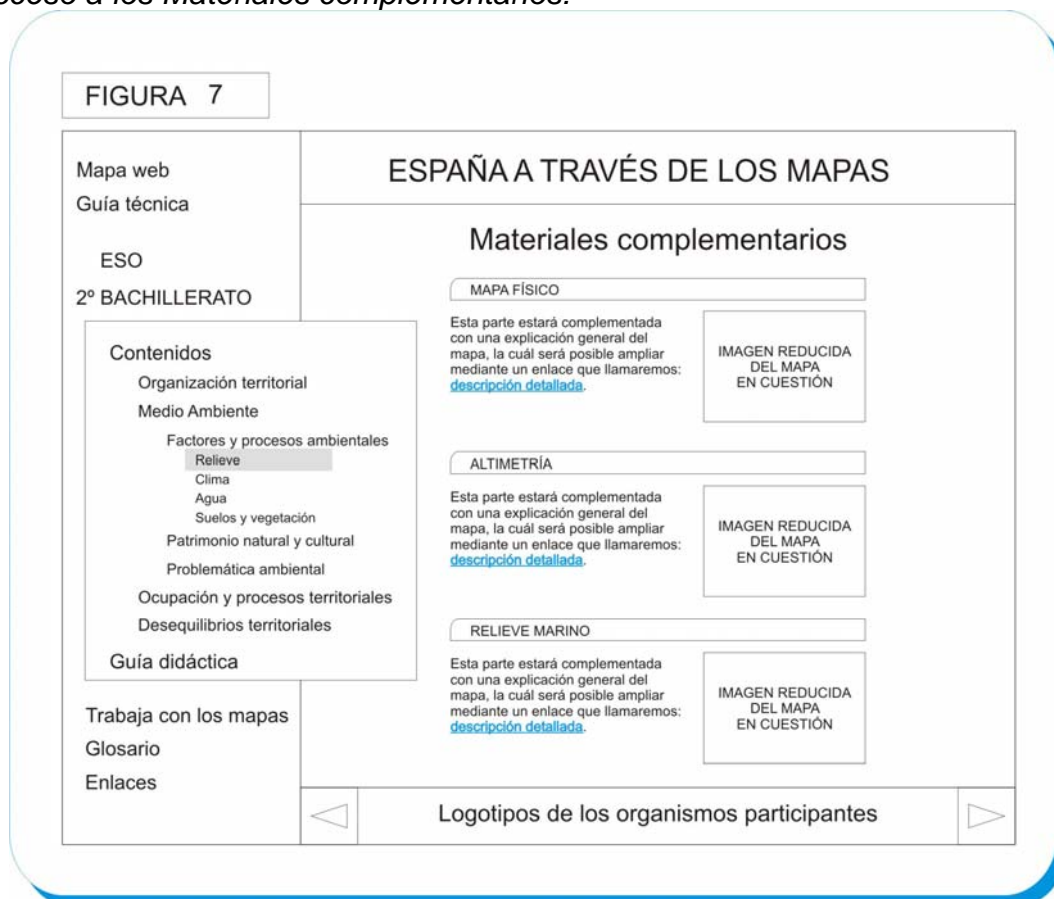 a los Materiales complementarios.
FIGURA 7
Mapa web
Guía técnica
ESO
2º BACHILLERATO
Contenidos
Organización territorial
Medio Ambiente
Factores y procesos ambientales
Relieve
Clima
Agua
Suelos y vegetación
Patrimonio natural y cultural
Problemática ambiental
Ocupación y procesos territoriales
Desequilibrios territoriales
Guía didáctica
Trabaja con los mapas
Glosario
Enlaces
ESPAÑA A TRAVÉS DE LOS MAPAS
Materiales complementarios
MAPA FÍSICO
Esta parte estará complementada
con una explicación general del
mapa, la cuál será posible ampliar
mediante un enlace que llamaremos:
descripción detallada.
IMAGEN REDUCIDA
DEL MAPA
EN CUESTIÓN
ALTIMETRÍA
Esta parte estará complementada
con una explicación general del
mapa, la cuál será posible ampliar
mediante un enlace que llamaremos:
descripción detallada.
IMAGEN REDUCIDA
DEL MAPA
EN CUESTIÓN
RELIEVE MARINO
Esta parte estará complementada
con una explicación general del
mapa, la cuál será posible ampliar
mediante un enlace que llamaremos:
descripción detallada.
IMAGEN REDUCIDA
DEL MAPA
EN CUESTIÓN
Logotipos de los organismos participantes